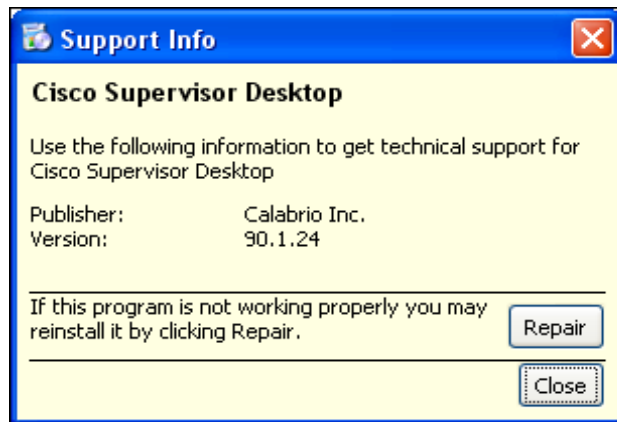 Support Info
Cisco Supervisor Desktop
Use the following information to get technical support for
Cisco Supervisor Desktop
Publisher: Calabrio Inc.
Version: 90.1.24
If this program is not working properly you may
reinstall it by clicking Repair.
Repair
Close